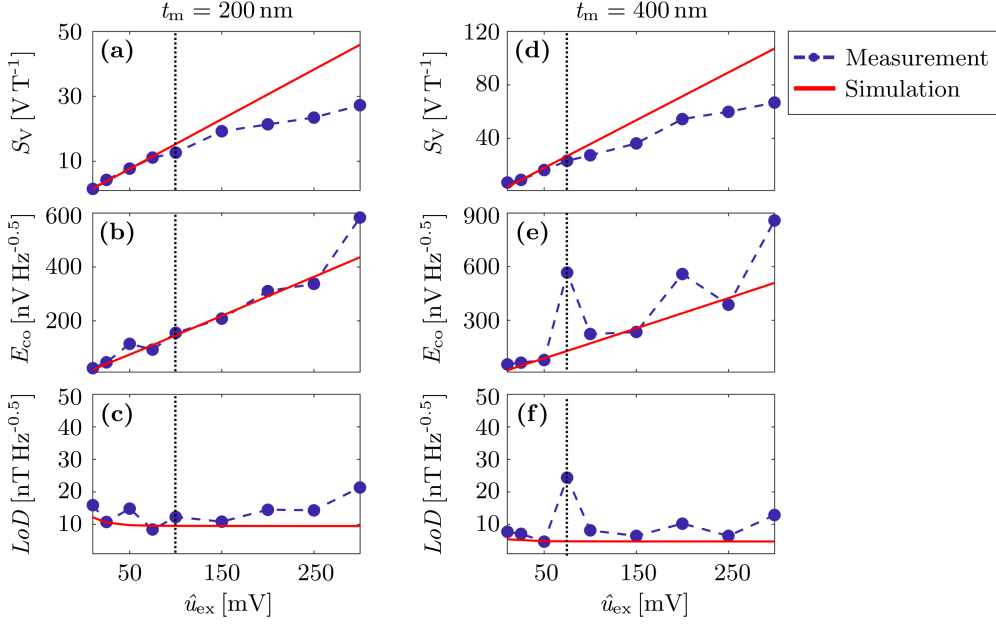 tₘ = 200 nm
tₘ = 400 nm
Measurement
Simulation
(a)
S_V [V T⁻¹]
50
30
10
(d)
S_V [V T⁻¹]
120
80
40
(b)
E_co [nV Hz⁻⁰·⁵]
600
400
200
(e)
E_co [nV Hz⁻⁰·⁵]
900
600
300
(c)
LoD [nT Hz⁻⁰·⁵]
50
40
30
20
10
50
150
250
û_ex [mV]
(f)
LoD [nT Hz⁻⁰·⁵]
50
40
30
20
10
50
150
250
û_ex [mV]